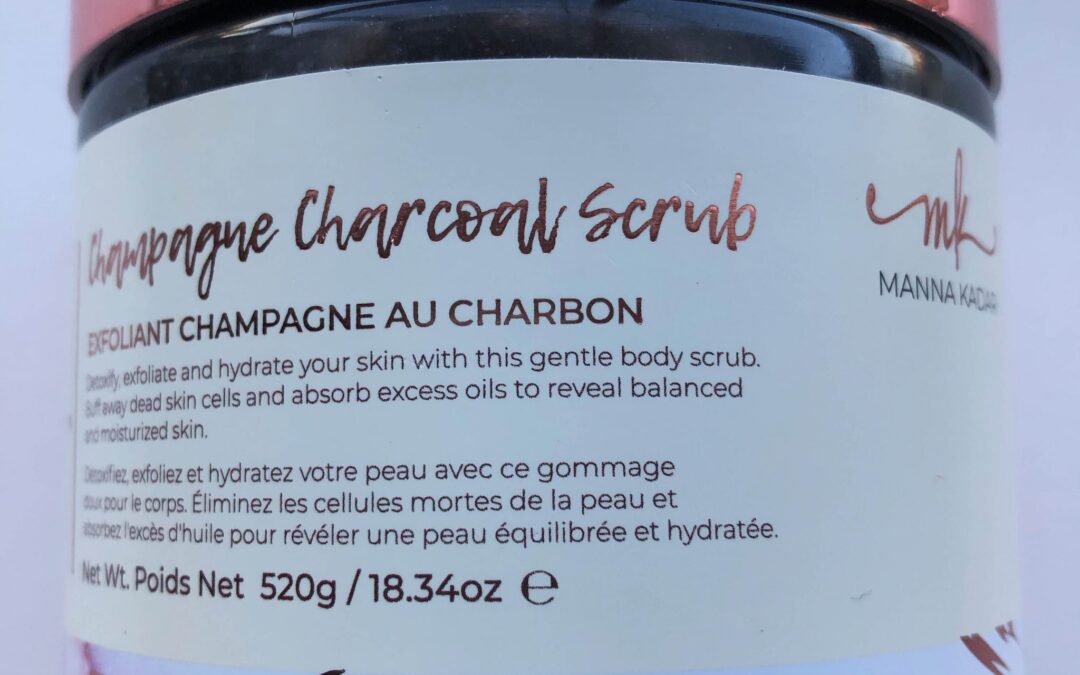 Champagne Charcoal Scrub
EXFOLIANT CHAMPAGNE AU CHARBON
Detoxify, exfoliate and hydrate your skin with this gentle body scrub.
Buff away dead skin cells and absorb excess oils to reveal balanced
and moisturized skin.
Detoxifiez, exfoliez et hydratez votre peau avec ce gommage
doux pour le corps. Éliminez les cellules mortes de la peau et
absorbez l'excès d'huile pour révéler une peau équilibrée et hydratée.
Net Wt. Poids Net 520g / 18.34oz ℮
mk
MANNA KADAR